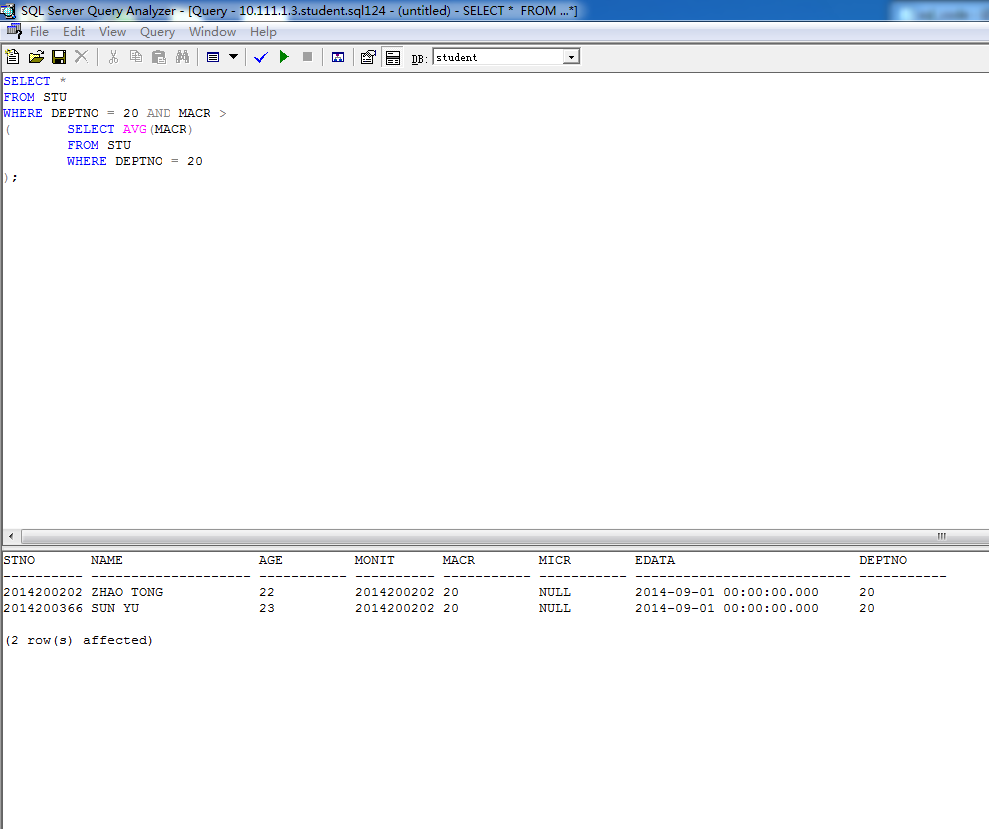 SQL Server Query Analyzer - [Query - 10.111.1.3.student.sql124 - (untitled) - SELECT *  FROM ...*]
File Edit View Query Window Help
DB: student
SELECT *
FROM STU
WHERE DEPTNO = 20 AND MACR >
(       SELECT AVG(MACR)
        FROM STU
        WHERE DEPTNO = 20
);
STNO NAME AGE MONIT MACR MICR EDATA DEPTNO
----------- -------------------- ----------- ---------- ----------- ----------- --------------------------- -----------
2014200202 ZHAO TONG 22 2014200202 20 NULL 2014-09-01 00:00:00.000 20
2014200366 SUN YU 23 2014200202 20 NULL 2014-09-01 00:00:00.000 20
(2 row(s) affected)